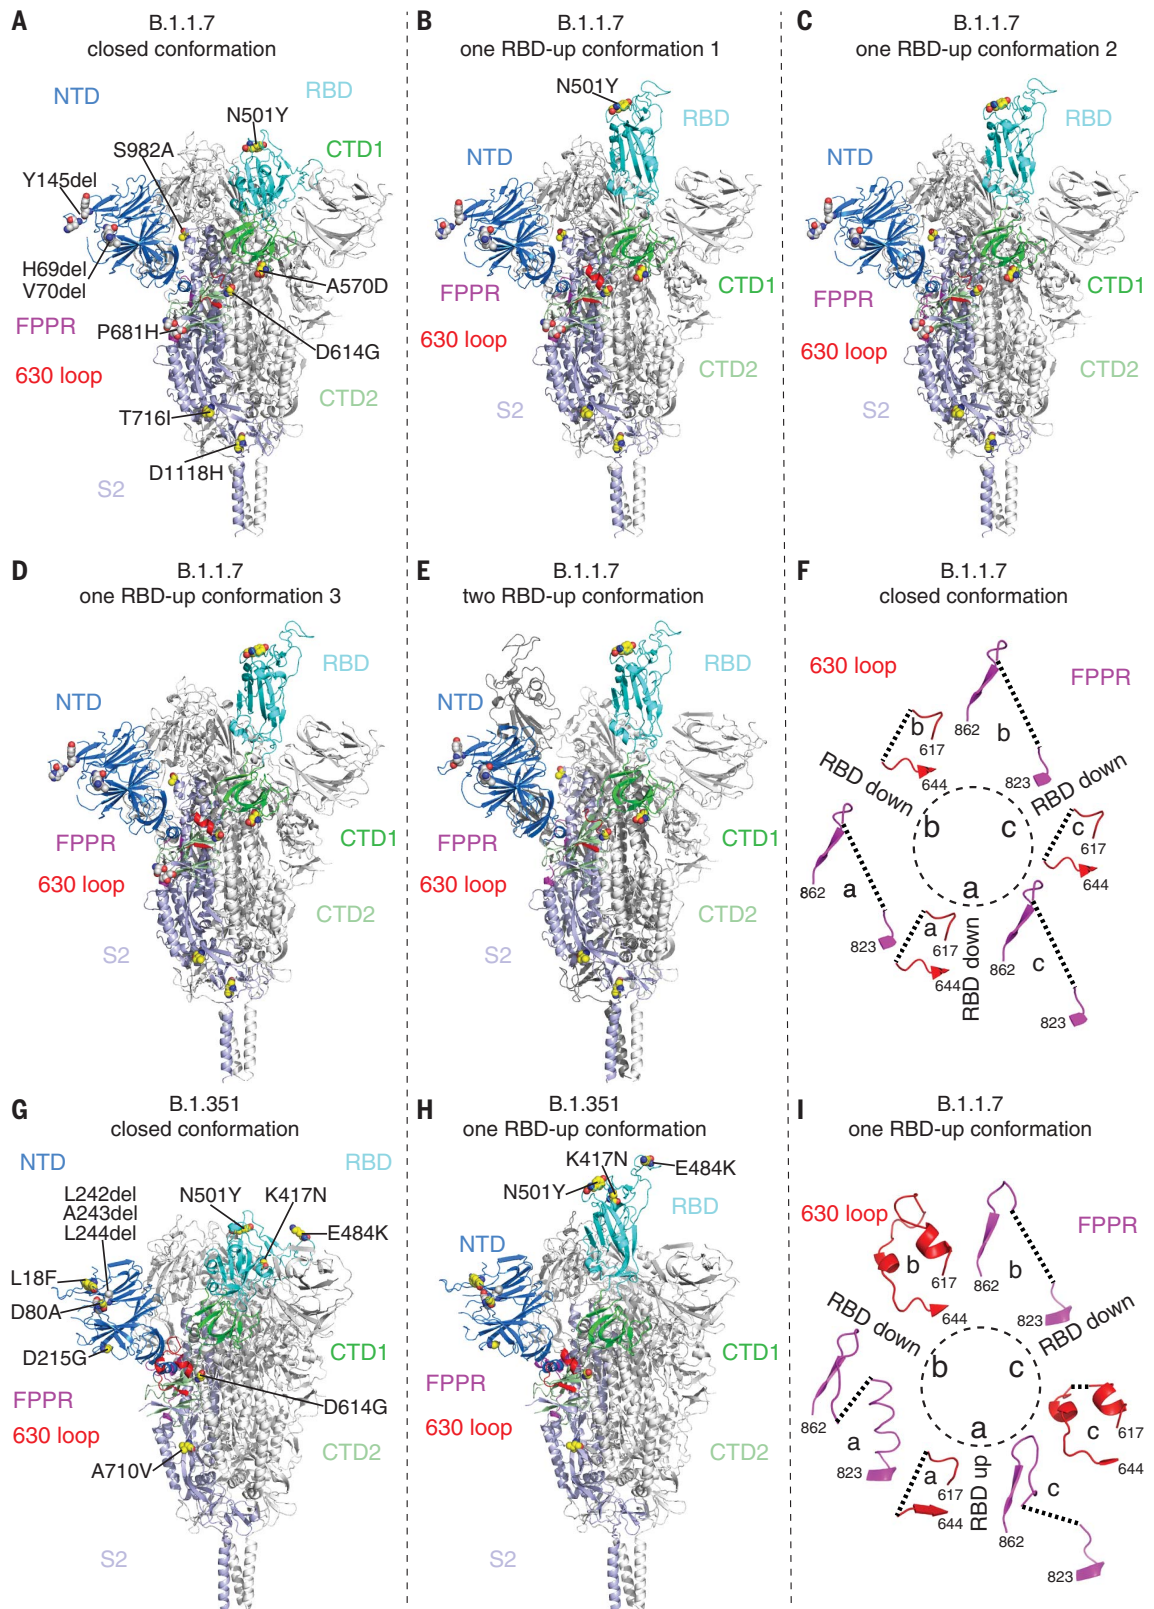 A
B.1.1.7
closed conformation
NTD
RBD
N501Y
S982A
CTD1
Y145del
H69del
V70del
A570D
FPPR
P681H
D614G
630 loop
CTD2
T716I
D1118H
S2
B
B.1.1.7
one RBD-up conformation 1
N501Y
RBD
NTD
FPPR
CTD1
630 loop
CTD2
S2
C
B.1.1.7
one RBD-up conformation 2
RBD
NTD
FPPR
CTD1
630 loop
CTD2
S2
D
B.1.1.7
one RBD-up conformation 3
RBD
NTD
FPPR
CTD1
630 loop
CTD2
S2
E
B.1.1.7
two RBD-up conformation
RBD
NTD
FPPR
CTD1
630 loop
CTD2
S2
F
B.1.1.7
closed conformation
630 loop
FPPR
b
617
644
862
b
823
RBD down
RBD down
b
c
a
c
617
644
862
a
823
a
617
644
RBD down
862
c
823
G
B.1.351
closed conformation
NTD
RBD
L242del
A243del
L244del
N501Y
K417N
E484K
L18F
D80A
D215G
CTD1
FPPR
D614G
630 loop
CTD2
A710V
S2
H
B.1.351
one RBD-up conformation
K417N
E484K
N501Y
RBD
NTD
CTD1
FPPR
630 loop
CTD2
S2
I
B.1.1.7
one RBD-up conformation
630 loop
FPPR
b
617
644
862
b
823
RBD down
RBD down
b
c
a
c
617
644
862
a
823
a
617
644
RBD up
862
c
823